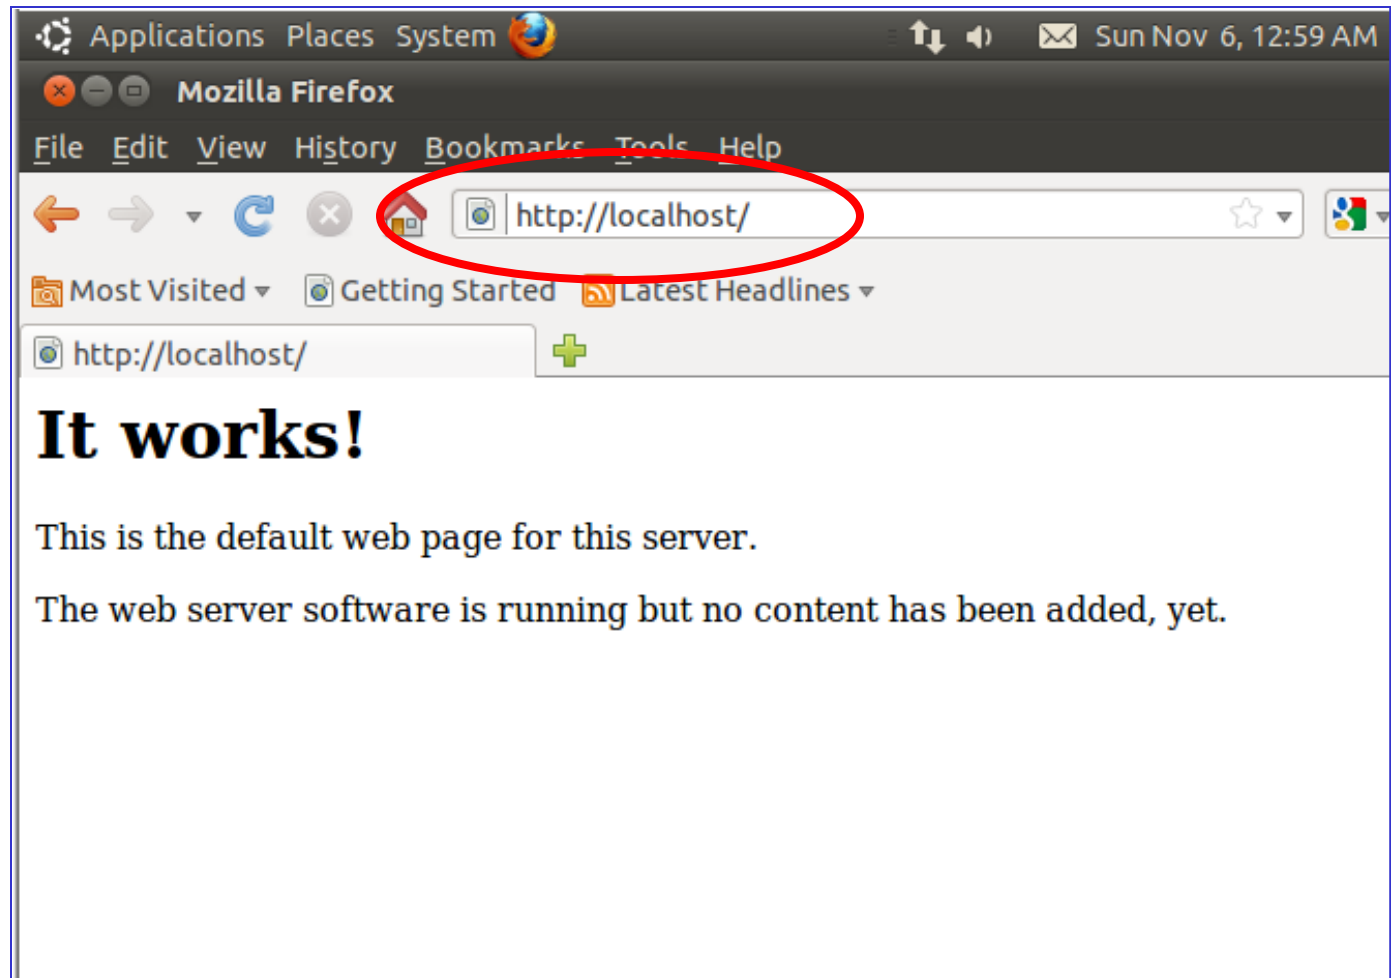 Applications Places System Sun Nov 6, 12:59 AM
Mozilla Firefox
File Edit View History Bookmarks Tools Help
http://localhost/
Most Visited Getting Started Latest Headlines
http://localhost/
It works!
This is the default web page for this server.
The web server software is running but no content has been added, yet.